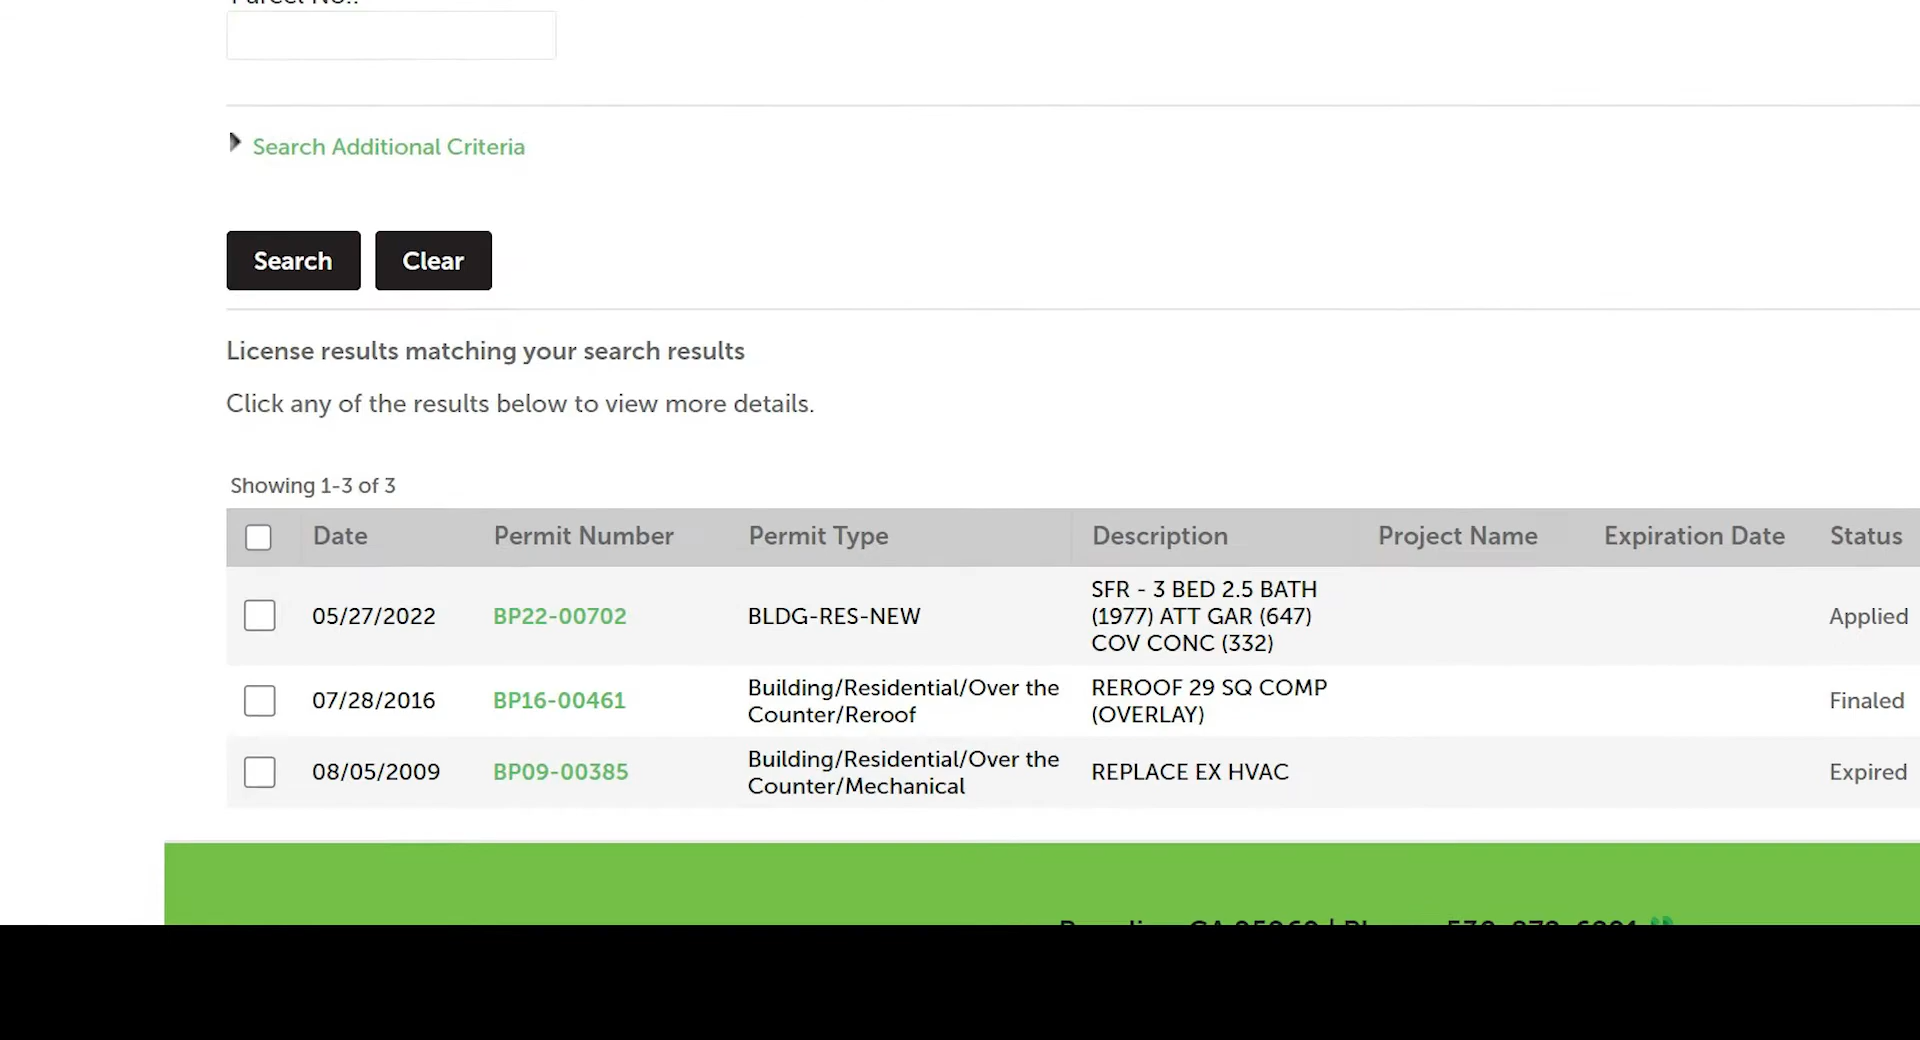 Parcel No.:
Search Additional Criteria
Search Clear
License results matching your search results
Click any of the results below to view more details.
Showing 1-3 of 3
Date Permit Number Permit Type Description Project Name Expiration Date Status
05/27/2022 BP22-00702 BLDG-RES-NEW SFR - 3 BED 2.5 BATH
(1977) ATT GAR (647)
COV CONC (332) Applied
07/28/2016 BP16-00461 Building/Residential/Over the
Counter/Reroof REROOF 29 SQ COMP
(OVERLAY) Finaled
08/05/2009 BP09-00385 Building/Residential/Over the
Counter/Mechanical REPLACE EX HVAC Expired